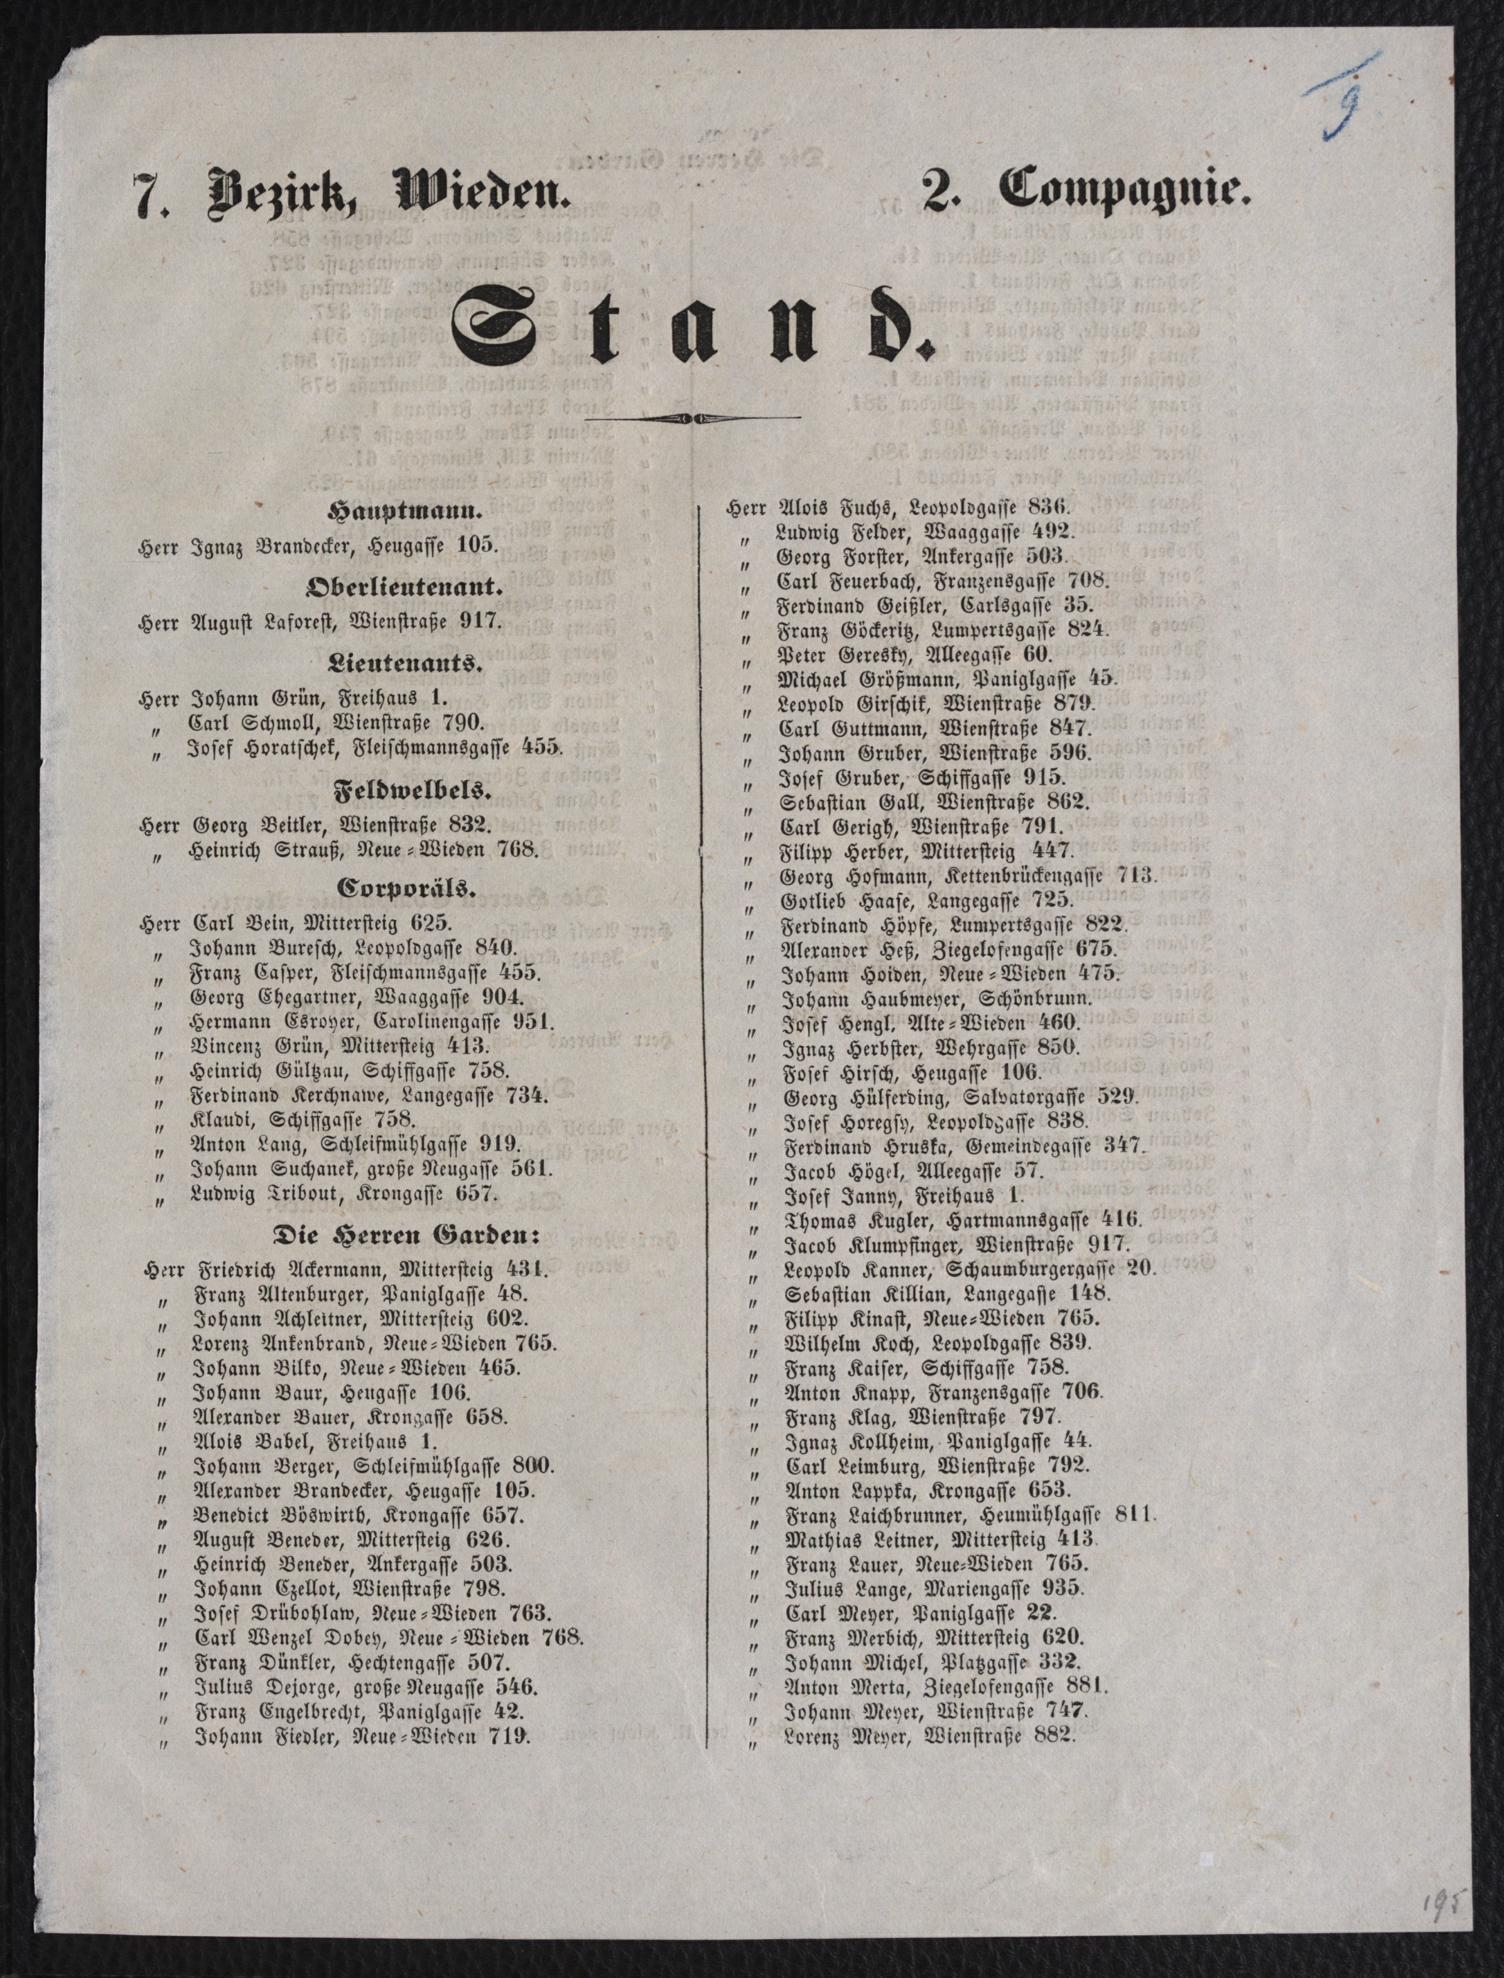 9
7. Bezirk, Wieden.
2. Compagnie.
Stand.
Hauptmann.
Herr Ignaz Brandecker, Heugasse 105.
Oberlieutenant.
Herr August Laforest, Wienstraße 917.
Lieutenants.
Herr Johann Grün, Freihaus 1.
„ Carl Schmoll, Wienstraße 790.
„ Josef Horatschek, Fleischmannsgasse 455.
Feldwelbels.
Herr Georg Beitler, Wienstraße 832.
„ Heinrich Strauß, Neue-Wieden 768.
Corporäls.
Herr Carl Bein, Mittersteig 625.
„ Johann Buresch, Leopoldgasse 840.
„ Franz Casper, Fleischmannsgasse 455.
„ Georg Ehegartner, Waaggasse 904.
„ Hermann Esroyer, Carolinengasse 951.
„ Vincenz Grün, Mittersteig 413.
„ Heinrich Gültzau, Schiffgasse 758.
„ Ferdinand Kerchnawe, Langegasse 734.
„ Klaudi, Schiffgasse 758.
„ Anton Lang, Schleifmühlgasse 919.
„ Johann Suchanek, große Neugasse 561.
„ Ludwig Tribout, Krongasse 657.
Die Herren Garden:
Herr Friedrich Ackermann, Mittersteig 431.
„ Franz Altenburger, Paniglgasse 48.
„ Johann Achleitner, Mittersteig 602.
„ Lorenz Ankenbrand, Neue-Wieden 765.
„ Johann Bilko, Neue-Wieden 465.
„ Johann Baur, Heugasse 106.
„ Alexander Bauer, Krongasse 658.
„ Alois Babel, Freihaus 1.
„ Johann Berger, Schleifmühlgasse 800.
„ Alexander Brandecker, Heugasse 105.
„ Benedict Böswirth, Krongasse 657.
„ August Beneder, Mittersteig 626.
„ Heinrich Beneder, Ankergasse 503.
„ Johann Czellot, Wienstraße 798.
„ Josef Drübohlaw, Neue-Wieden 763.
„ Carl Wenzel Dobey, Neue-Wieden 768.
„ Franz Dünkler, Hechtengasse 507.
„ Julius Dejorge, große Neugasse 546.
„ Franz Engelbrecht, Paniglgasse 42.
„ Johann Fiedler, Neue-Wieden 719.
Herr Alois Fuchs, Leopoldgasse 836.
„ Ludwig Felder, Waaggasse 492.
„ Georg Forster, Ankergasse 503.
„ Carl Feuerbach, Franzensgasse 708.
„ Ferdinand Geißler, Carlsgasse 35.
„ Franz Göckeritz, Lumpertsgasse 824.
„ Peter Geresky, Alleegasse 60.
„ Michael Größmann, Paniglgasse 45.
„ Leopold Girschik, Wienstraße 879.
„ Carl Guttmann, Wienstraße 847.
„ Johann Gruber, Wienstraße 596.
„ Josef Gruber, Schiffgasse 915.
„ Sebastian Gall, Wienstraße 862.
„ Carl Gerigh, Wienstraße 791.
„ Filipp Herber, Mittersteig 447.
„ Georg Hofmann, Kettenbrückengasse 713.
„ Gotlieb Haase, Langegasse 725.
„ Ferdinand Höpfe, Lumpertsgasse 822.
„ Alexander Heß, Ziegelofengasse 675.
„ Johann Hoiden, Neue-Wieden 475.
„ Johann Haubmeyer, Schönbrunn.
„ Josef Hengl, Alte-Wieden 460.
„ Ignaz Herbster, Wehrgasse 850.
„ Fosef Hirsch, Heugasse 106.
„ Georg Hülferding, Salvatorgasse 529.
„ Josef Horegsy, Leopoldgasse 838.
„ Ferdinand Hruska, Gemeindegasse 347.
„ Jacob Högel, Alleegasse 57.
„ Josef Janny, Freihaus 1.
„ Thomas Kugler, Hartmannsgasse 416.
„ Jacob Klumpfinger, Wienstraße 917.
„ Leopold Kanner, Schaumburgergasse 20.
„ Sebastian Killian, Langegasse 148.
„ Filipp Kinast, Neue-Wieden 765.
„ Wilhelm Koch, Leopoldgasse 839.
„ Franz Kaiser, Schiffgasse 758.
„ Anton Knapp, Franzensgasse 706.
„ Franz Klag, Wienstraße 797.
„ Ignaz Kollheim, Paniglgasse 44.
„ Carl Leimburg, Wienstraße 792.
„ Anton Lappka, Krongasse 653.
„ Franz Laichbrunner, Heumühlgasse 811.
„ Mathias Leitner, Mittersteig 413.
„ Franz Lauer, Neue-Wieden 765.
„ Julius Lange, Mariengasse 935.
„ Carl Meyer, Paniglgasse 22.
„ Franz Merbich, Mittersteig 620.
„ Johann Michel, Platzgasse 332.
„ Anton Merta, Ziegelofengasse 881.
„ Johann Meyer, Wienstraße 747.
„ Lorenz Meyer, Wienstraße 882.
195